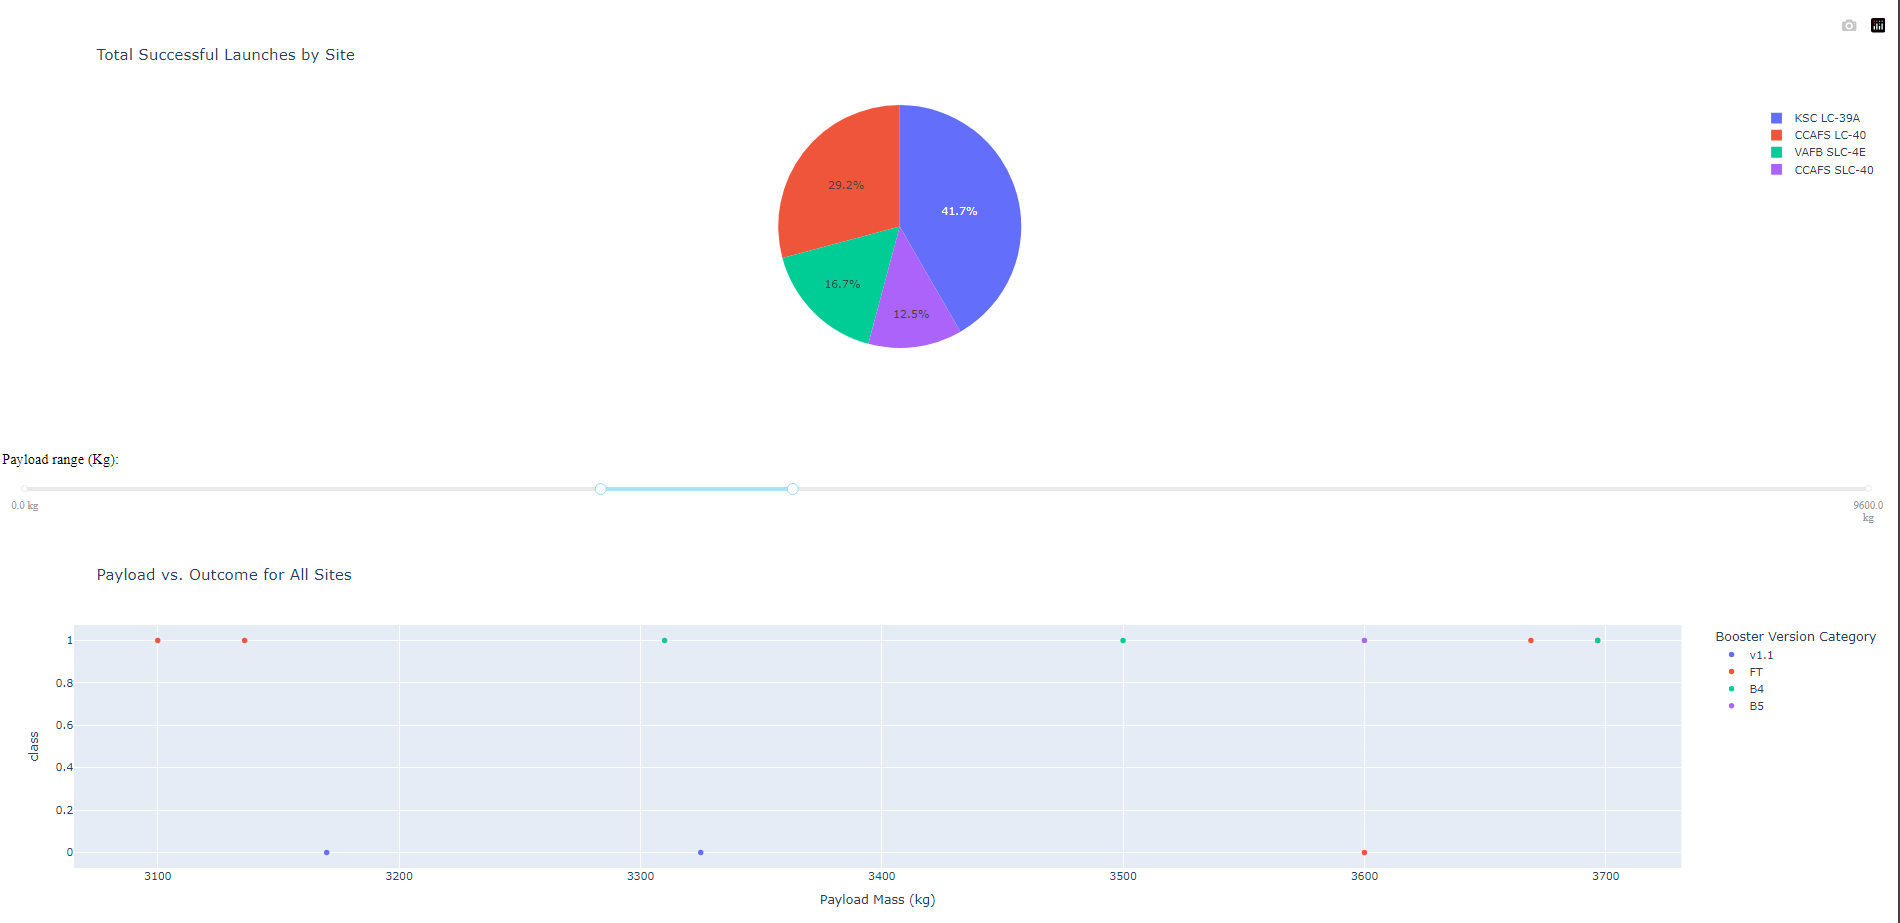 Total Successful Launches by Site
KSC LC-39A
CCAFS LC-40
VAFB SLC-4E
CCAFS SLC-40
29.2%
41.7%
16.7%
12.5%
Payload range (Kg):
0.0 kg
9600.0
kg
Payload vs. Outcome for All Sites
Booster Version Category
v1.1
FT
B4
B5
class
1
0.8
0.6
0.4
0.2
0
3100 3200 3300 3400 3500 3600 3700
Payload Mass (kg)